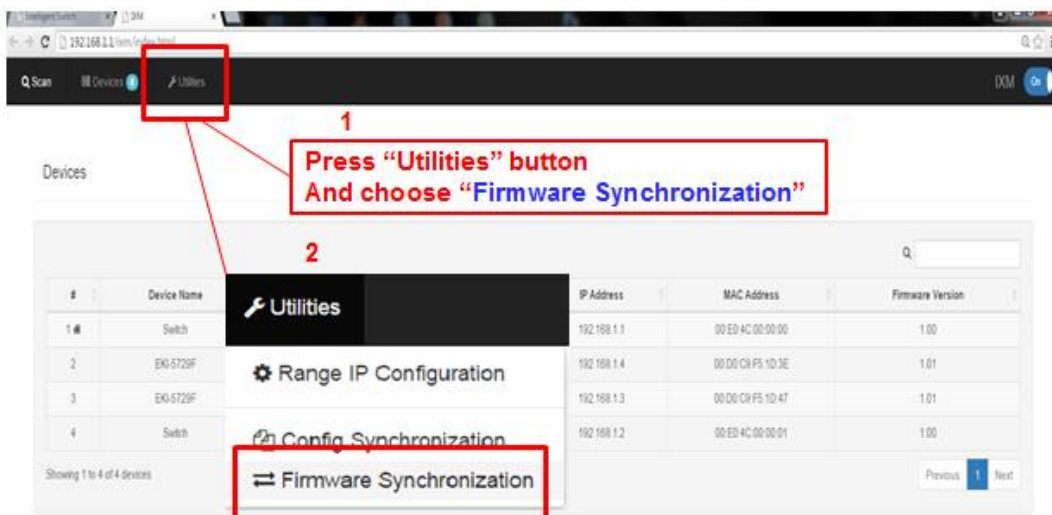 Intelligent Switch
IXM
192.168.1.1/ixm/index.html
Scan
Devices 4
Utilities
IXM
On
1
Press “Utilities” button
And choose “Firmware Synchronization”
Devices
2
# Device Name IP Address MAC Address Firmware Version
1 Switch 192.168.1.1 00:E0:4C:00:00:00 1.00
2 EKI-5729F 192.168.1.4 00:D0:C9:F5:1D:3E 1.01
3 EKI-5729F 192.168.1.3 00:D0:C9:F5:1D:47 1.01
4 Switch 192.168.1.2 00:E0:4C:00:00:01 1.00
Utilities
Range IP Configuration
Config Synchronization
Firmware Synchronization
Showing 1 to 4 of 4 devices
Previous 1 Next